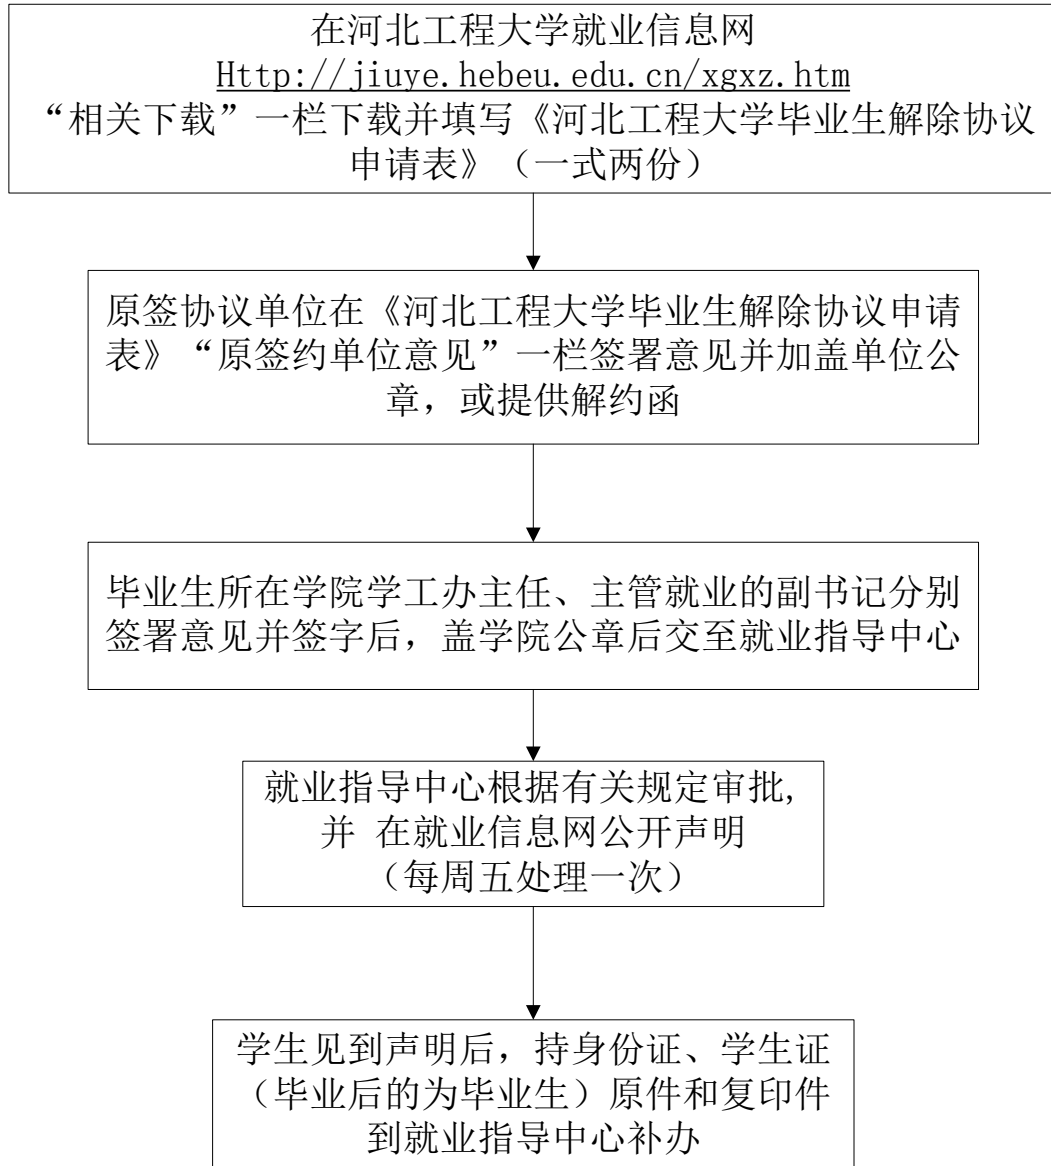 在河北工程大学就业信息网
Http://jiuye.hebeu.edu.cn/xgxz.htm
“相关下载”一栏下载并填写《河北工程大学毕业生解除协议
申请表》（一式两份）
原签协议单位在《河北工程大学毕业生解除协议申请
表》“原签约单位意见”一栏签署意见并加盖单位公
章，或提供解约函
毕业生所在学院学工办主任、主管就业的副书记分别
签署意见并签字后，盖学院公章后交至就业指导中心
就业指导中心根据有关规定审批，
并 在就业信息网公开声明
（每周五处理一次）
学生见到声明后，持身份证、学生证
（毕业后的为毕业生）原件和复印件
到就业指导中心补办